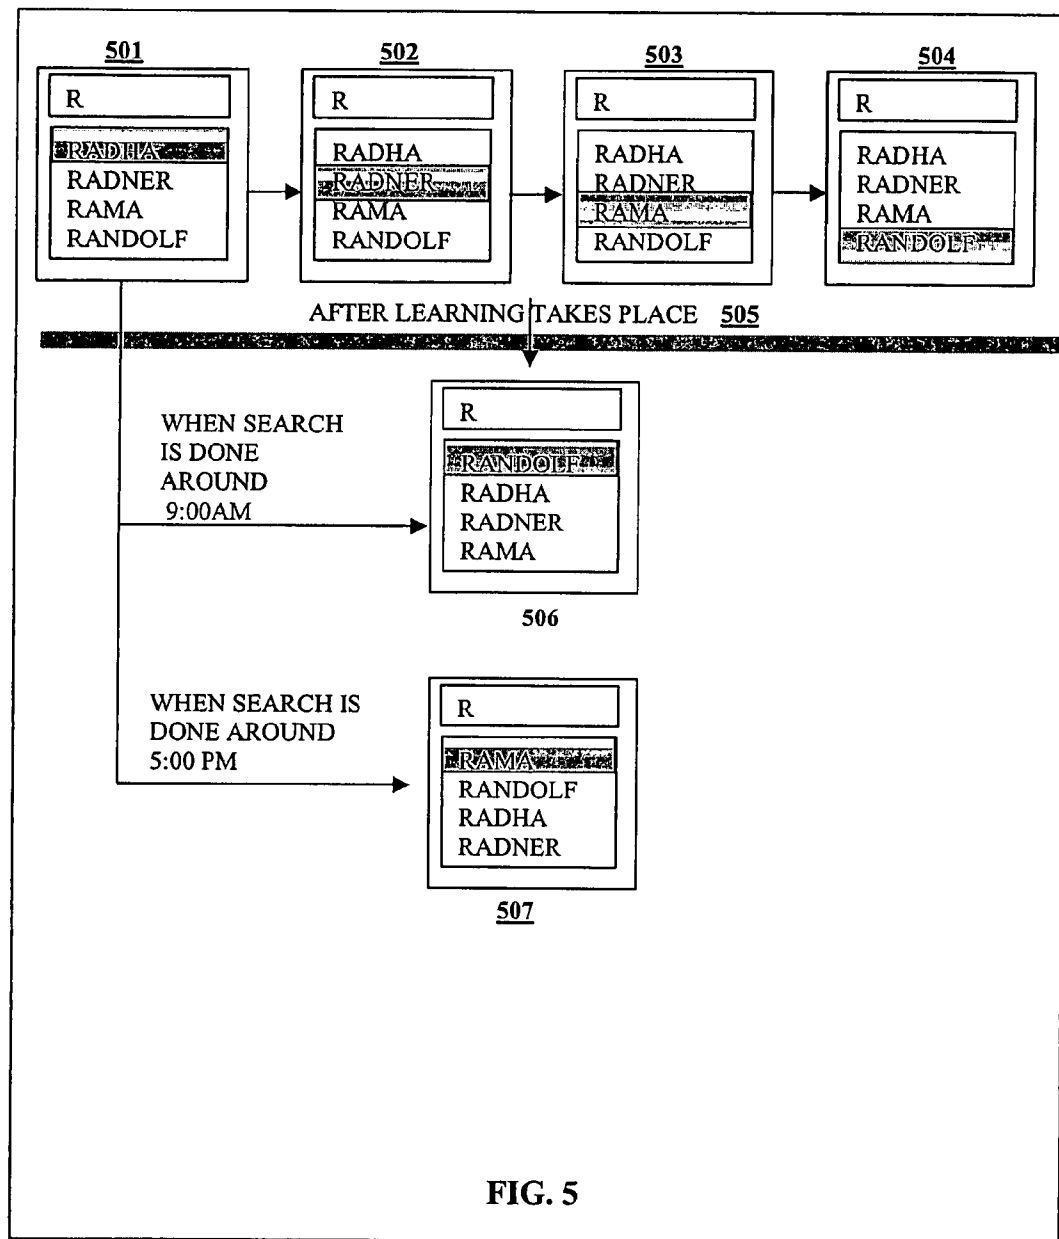 501
R
RADHA
RADNER
RAMA
RANDOLF
502
R
RADHA
RADNER
RAMA
RANDOLF
503
R
RADHA
RADNER
RAMA
RANDOLF
504
R
RADHA
RADNER
RAMA
RANDOLF
AFTER LEARNING TAKES PLACE 505
WHEN SEARCH
IS DONE
AROUND
9:00AM
R
RANDOLF
RADHA
RADNER
RAMA
506
WHEN SEARCH IS
DONE AROUND
5:00 PM
R
RAMA
RANDOLF
RADHA
RADNER
507
FIG. 5